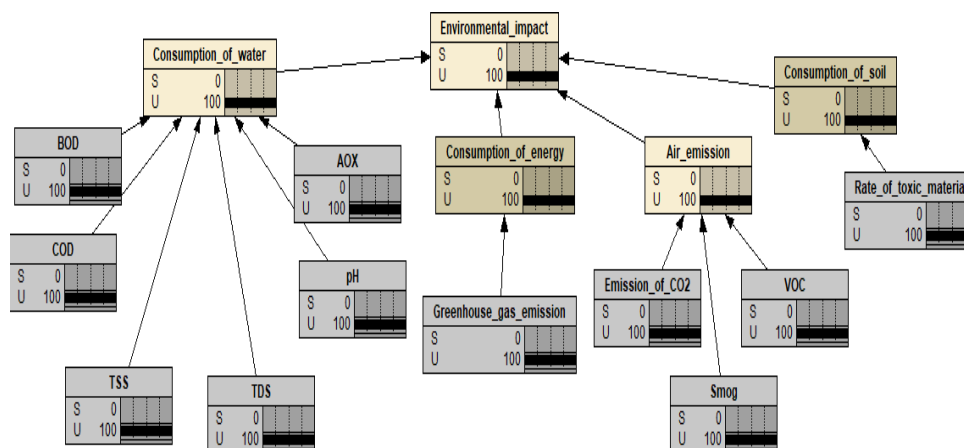 Environmental_impact
S 0
U 100
Consumption_of_water
S 0
U 100
Consumption_of_soil
S 0
U 100
BOD
S 0
U 100
AOX
S 0
U 100
Consumption_of_energy
S 0
U 100
Air_emission
S 0
U 100
Rate_of_toxic_materia
S 0
U 100
COD
S 0
U 100
pH
S 0
U 100
Greenhouse_gas_emission
S 0
U 100
Emission_of_CO2
S 0
U 100
VOC
S 0
U 100
TSS
S 0
U 100
TDS
S 0
U 100
Smog
S 0
U 100